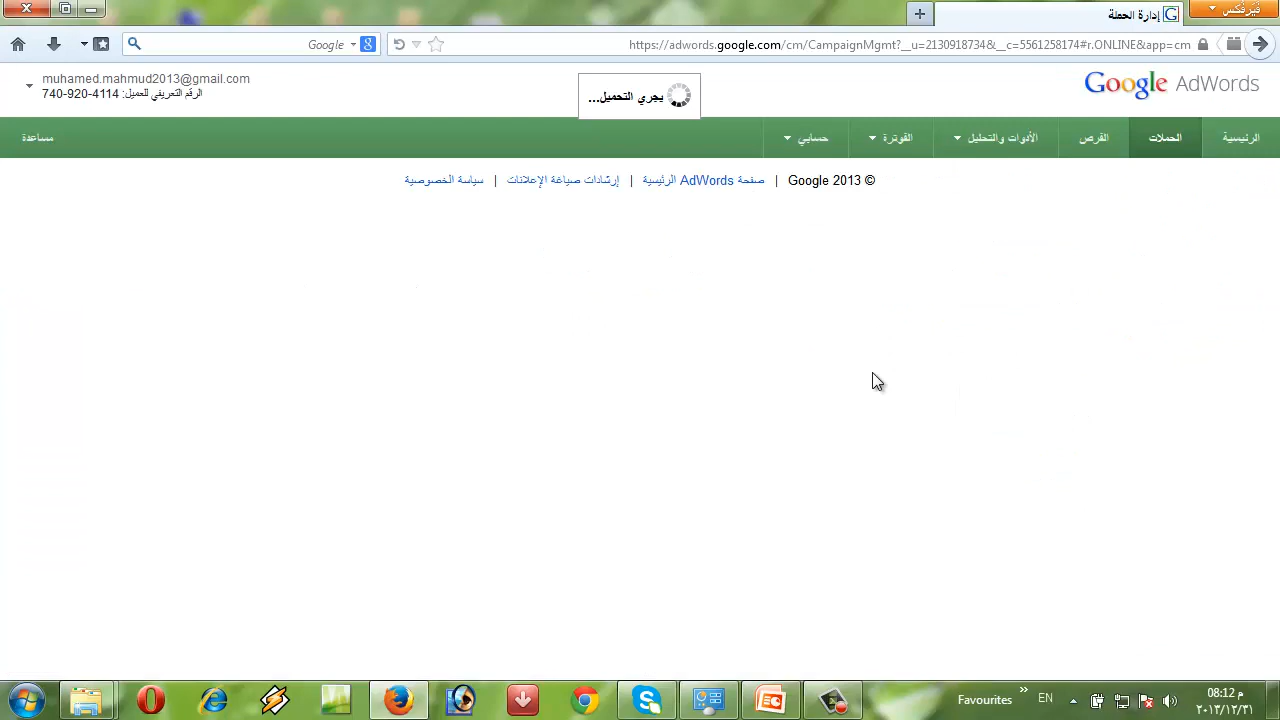 فَيَرفُكس
إدارة الحملة
https://adwords.google.com/cm/CampaignMgmt?__u=21309918734&__c=5561258174#r.ONLINE&app=cm
Google
Google AdWords
يجري التحميل...
muhamed.mahmud2013@gmail.com
الرقم التعريفي للعميل: 740-920-4114
الرئيسية
الحملات
الفرص
الأدوات والتحليل
الفوترة
حسابي
مساعدة
© Google 2013 | صفحة AdWords الرئيسية | إرشادات صياغة الإعلانات | سياسة الخصوصية
Favourites
EN
08:12 م
٢٠١٣/١٢/٣١